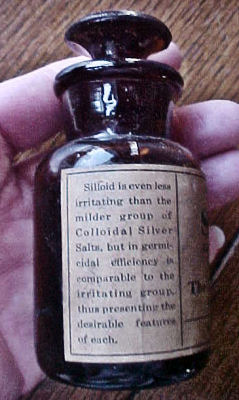 Silfoid is even less
irritating than the
milder group of
Colloidal Silver
Salts, but in germi-
cidal efficiency is
comparable to the
irritating group,
thus presenting the
desirable features
of each.